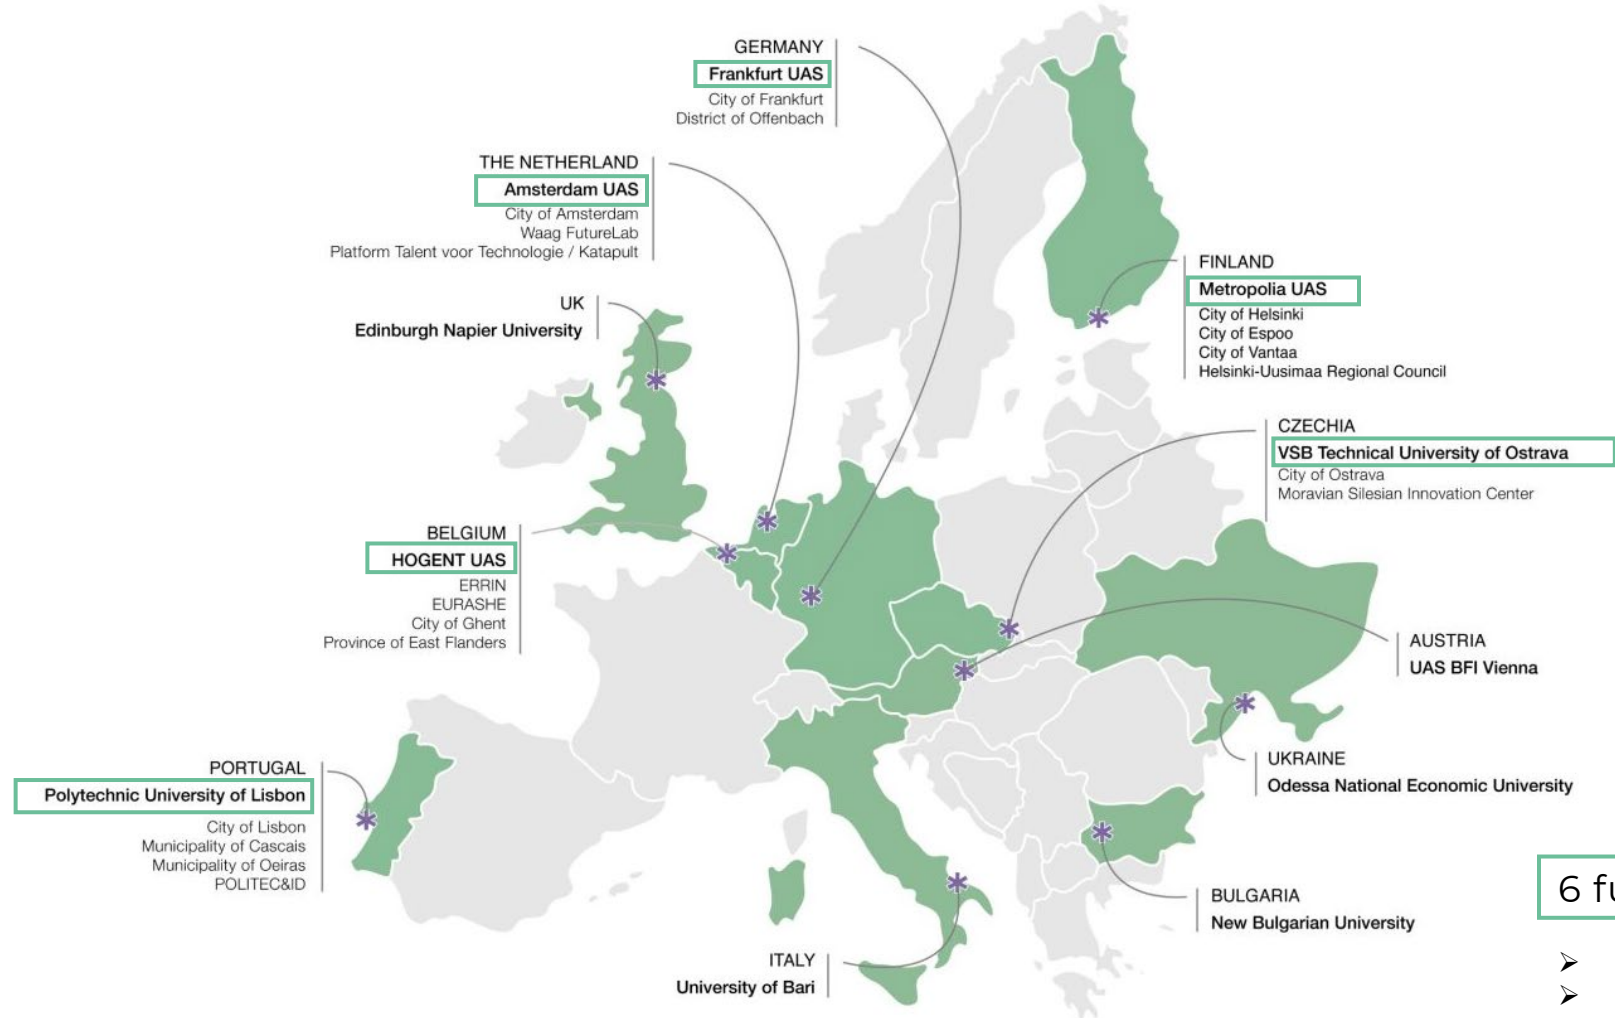 GERMANY
Frankfurt UAS
City of Frankfurt
District of Offenbach
THE NETHERLAND
Amsterdam UAS
City of Amsterdam
Waag FutureLab
Platform Talent voor Technologie / Katapult
UK
Edinburgh Napier University
FINLAND
Metropolia UAS
City of Helsinki
City of Espoo
City of Vantaa
Helsinki-Uusimaa Regional Council
CZECHIA
VSB Technical University of Ostrava
City of Ostrava
Moravian Silesian Innovation Center
BELGIUM
HOGENT UAS
ERRIN
EURASHE
City of Ghent
Province of East Flanders
AUSTRIA
UAS BFI Vienna
UKRAINE
Odessa National Economic University
PORTUGAL
Polytechnic University of Lisbon
City of Lisbon
Municipality of Cascais
Municipality of Oeiras
POLITEC&ID
BULGARIA
New Bulgarian University
ITALY
University of Bari
6